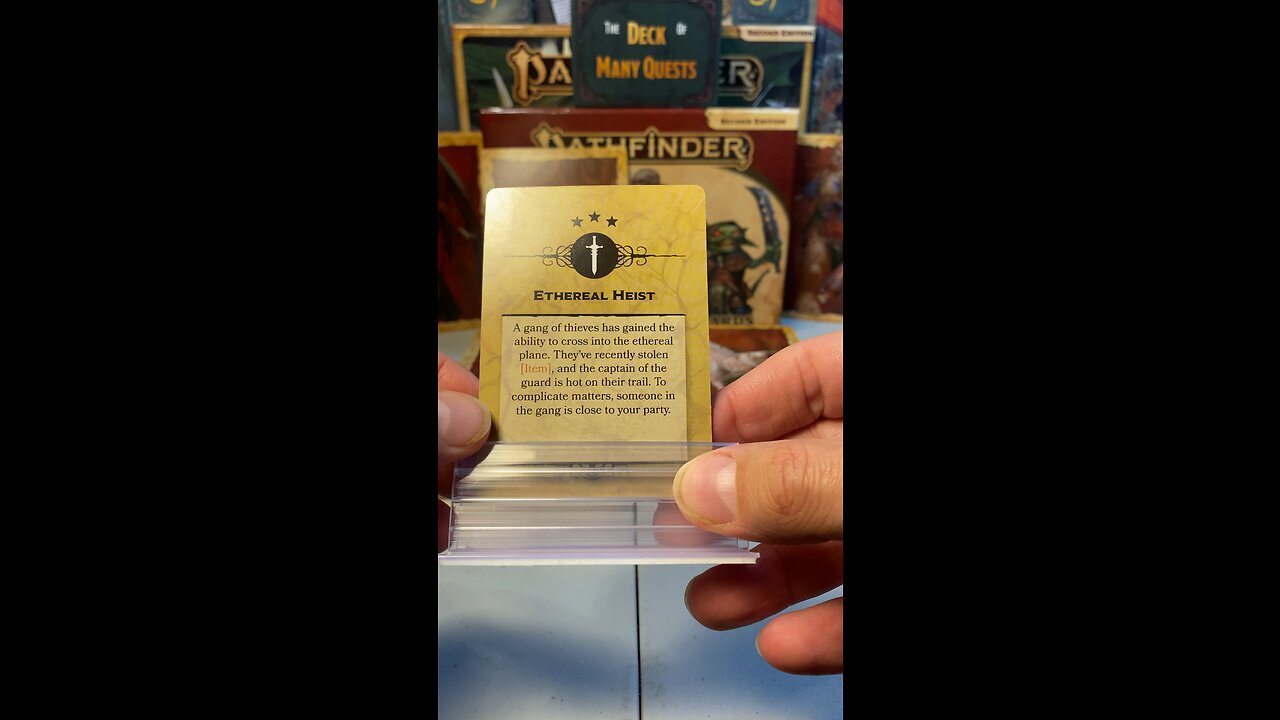 THE DECK OF
MANY QUESTS
SECOND EDITION
SECOND EDITION
PATHFINDER
ETHEREAL HEIST
A gang of thieves has gained the
ability to cross into the ethereal
plane. They've recently stolen
[Item], and the captain of the
guard is hot on their trail. To
complicate matters, someone in
the gang is close to your party.